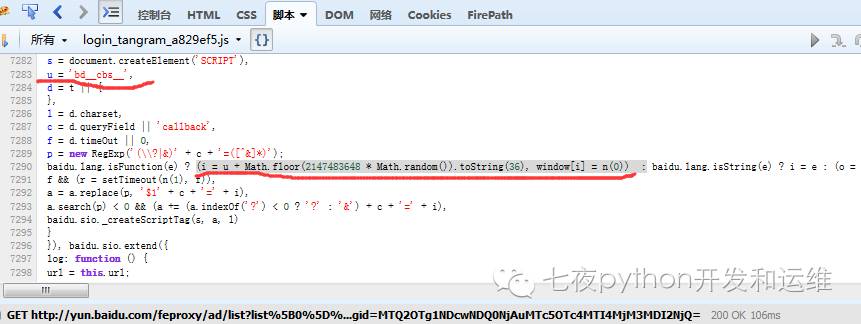 控制台 HTML CSS 脚本 DOM 网络 Cookies FirePath
所有 login_tangram_a829ef5.js {}
7282 s = document.createElement('SCRIPT'),
7283 u = 'bd__cbs__',
7284 d = t || {
7285 },
7286 l = d.charset,
7287 c = d.queryField || 'callback',
7288 f = d.timeOut || 0,
7289 p = new RegExp('(\\?|&)' + c + '=([^&]*)');
7290 baidu.lang.isFunction(e) ? (i = u + Math.floor(2147483648 * Math.random()).toString(36), window[i] = n(0)) : baidu.lang.isString(e) ? i = e : (o =
7291 f && (r = setTimeout(n(1), f)),
7292 a = a.replace(p, '$1' + c + '=' + i),
7293 a.search(p) < 0 && (a += (a.indexOf('?') < 0 ? '?' : '&') + c + '=' + i),
7294 baidu.sio._createScriptTag(s, a, l)
7295 }
7296 }), baidu.sio.extend({
7297 log: function () {
7298 url = this.url;
七夜python开发和运维
GET http://yun.baidu.com/feproxy/ad/list?list%5B0%5D%...gid=MTQ2OTg1NDcwNDQ0NjAuMTc5OTc4MTI4MjM3MDI2NjQ= 200 OK 106ms